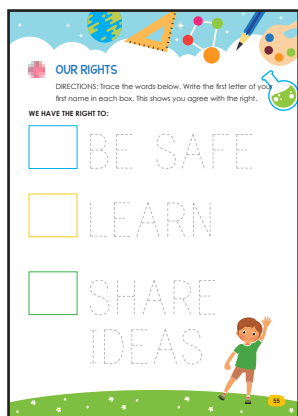 OUR RIGHTS
DIRECTIONS: Trace the words below. Write the first letter of your
first name in each box. This shows you agree with the right.
WE HAVE THE RIGHT TO:
BE SAFE
LEARN
SHARE
IDEAS
55